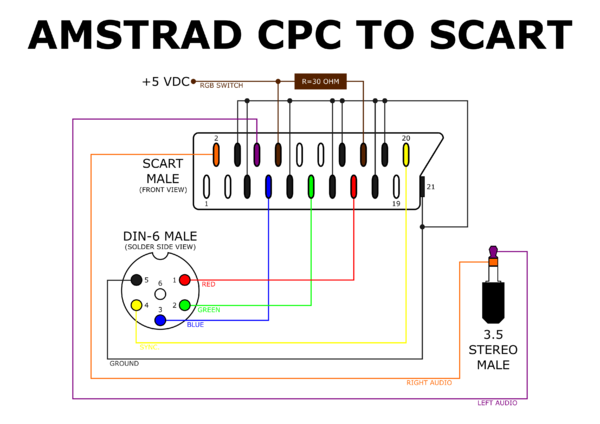 AMSTRAD CPC TO SCART
+5 VDC
RGB SWITCH
R=30 OHM
2
20
SCART
MALE
(FRONT VIEW)
1
19
21
DIN-6 MALE
(SOLDER SIDE VIEW)
5
1
6
RED
4
2
3
GREEN
BLUE
SYNC
GROUND
3.5
STEREO
MALE
RIGHT AUDIO
LEFT AUDIO